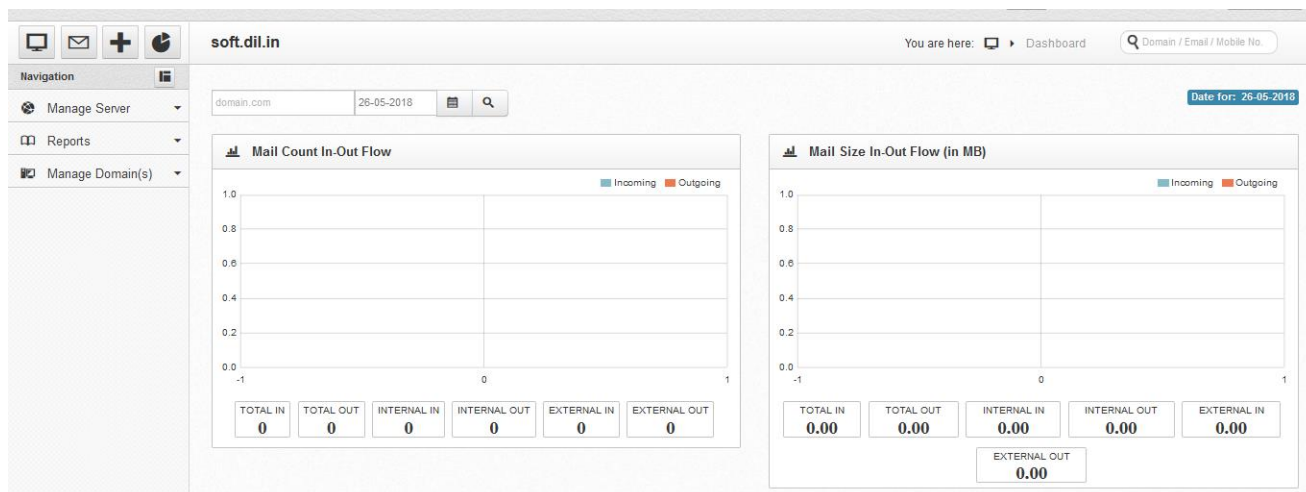 soft.dil.in
You are here: Dashboard
Domain / Email / Mobile No.
Navigation
Manage Server
Reports
Manage Domain(s)
domain.com
26-05-2018
Date for: 26-05-2018
Mail Count In-Out Flow
Incoming Outgoing
1.0
0.8
0.6
0.4
0.2
0.0
-1 0 1
TOTAL IN TOTAL OUT INTERNAL IN INTERNAL OUT EXTERNAL IN EXTERNAL OUT
0 0 0 0 0 0
Mail Size In-Out Flow (in MB)
Incoming Outgoing
1.0
0.8
0.6
0.4
0.2
0.0
-1 0 1
TOTAL IN TOTAL OUT INTERNAL IN INTERNAL OUT EXTERNAL IN
0.00 0.00 0.00 0.00 0.00
EXTERNAL OUT
0.00